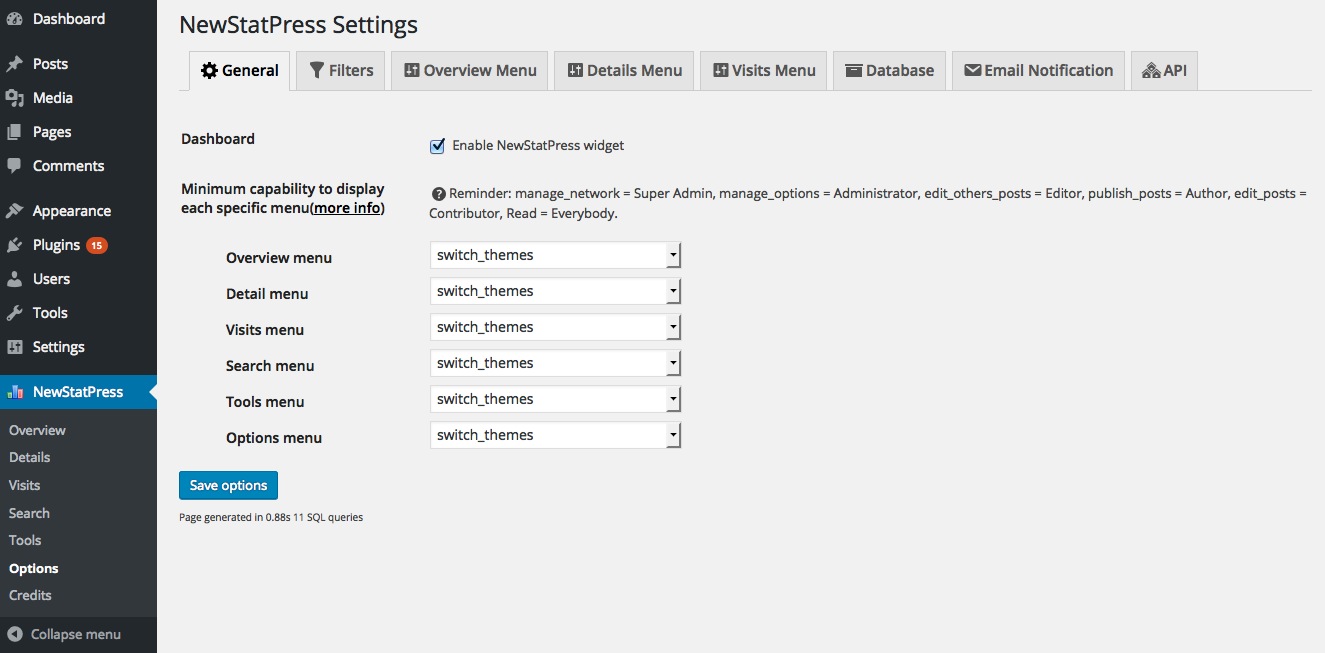 Dashboard
Posts
Media
Pages
Comments
Appearance
Plugins 15
Users
Tools
Settings
NewStatPress
Overview
Details
Visits
Search
Tools
Options
Credits
Collapse menu
NewStatPress Settings
General Filters Overview Menu Details Menu Visits Menu Database Email Notification API
Dashboard Enable NewStatPress widget
Minimum capability to display
each specific menu(more info)
Reminder: manage_network = Super Admin, manage_options = Administrator, edit_others_posts = Editor, publish_posts = Author, edit_posts =
Contributor, Read = Everybody.
Overview menu switch_themes
Detail menu switch_themes
Visits menu switch_themes
Search menu switch_themes
Tools menu switch_themes
Options menu switch_themes
Save options
Page generated in 0.88s 11 SQL queries